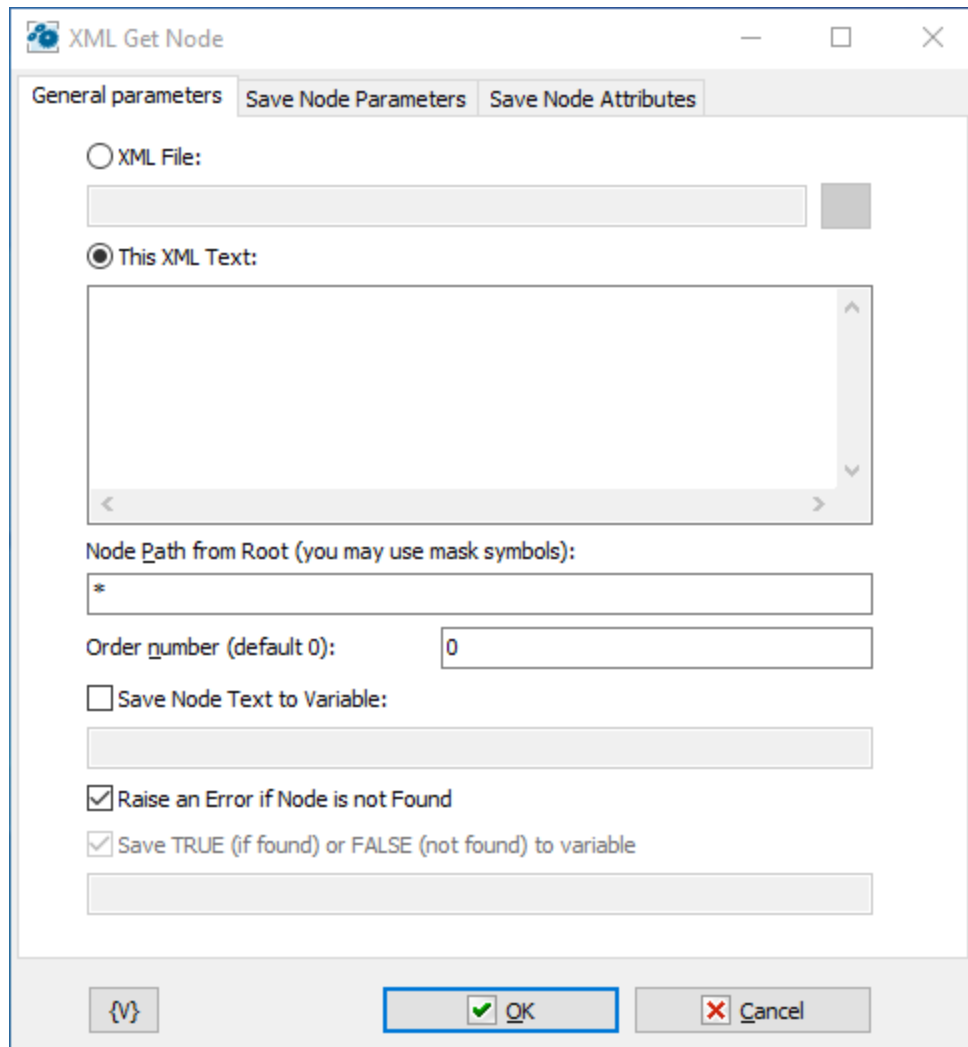 XML Get Node
General parameters Save Node Parameters Save Node Attributes
XML File:
This XML Text:
Node Path from Root (you may use mask symbols):
*
Order number (default 0): 0
Save Node Text to Variable:
Raise an Error if Node is not Found
Save TRUE (if found) or FALSE (not found) to variable
{V} OK Cancel